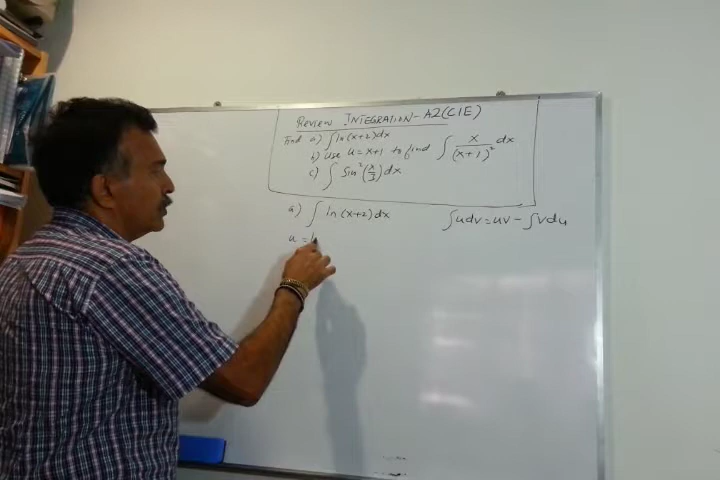 REVIEW INTEGRATION - A2(CIE)
Find a) ∫ ln(x+2)dx
b) Use u = x+1 to find ∫ x/(x+1)² dx
c) ∫ Sin²(x/3)dx
a) ∫ ln(x+2)dx
∫udv = uv - ∫vdu
u = l